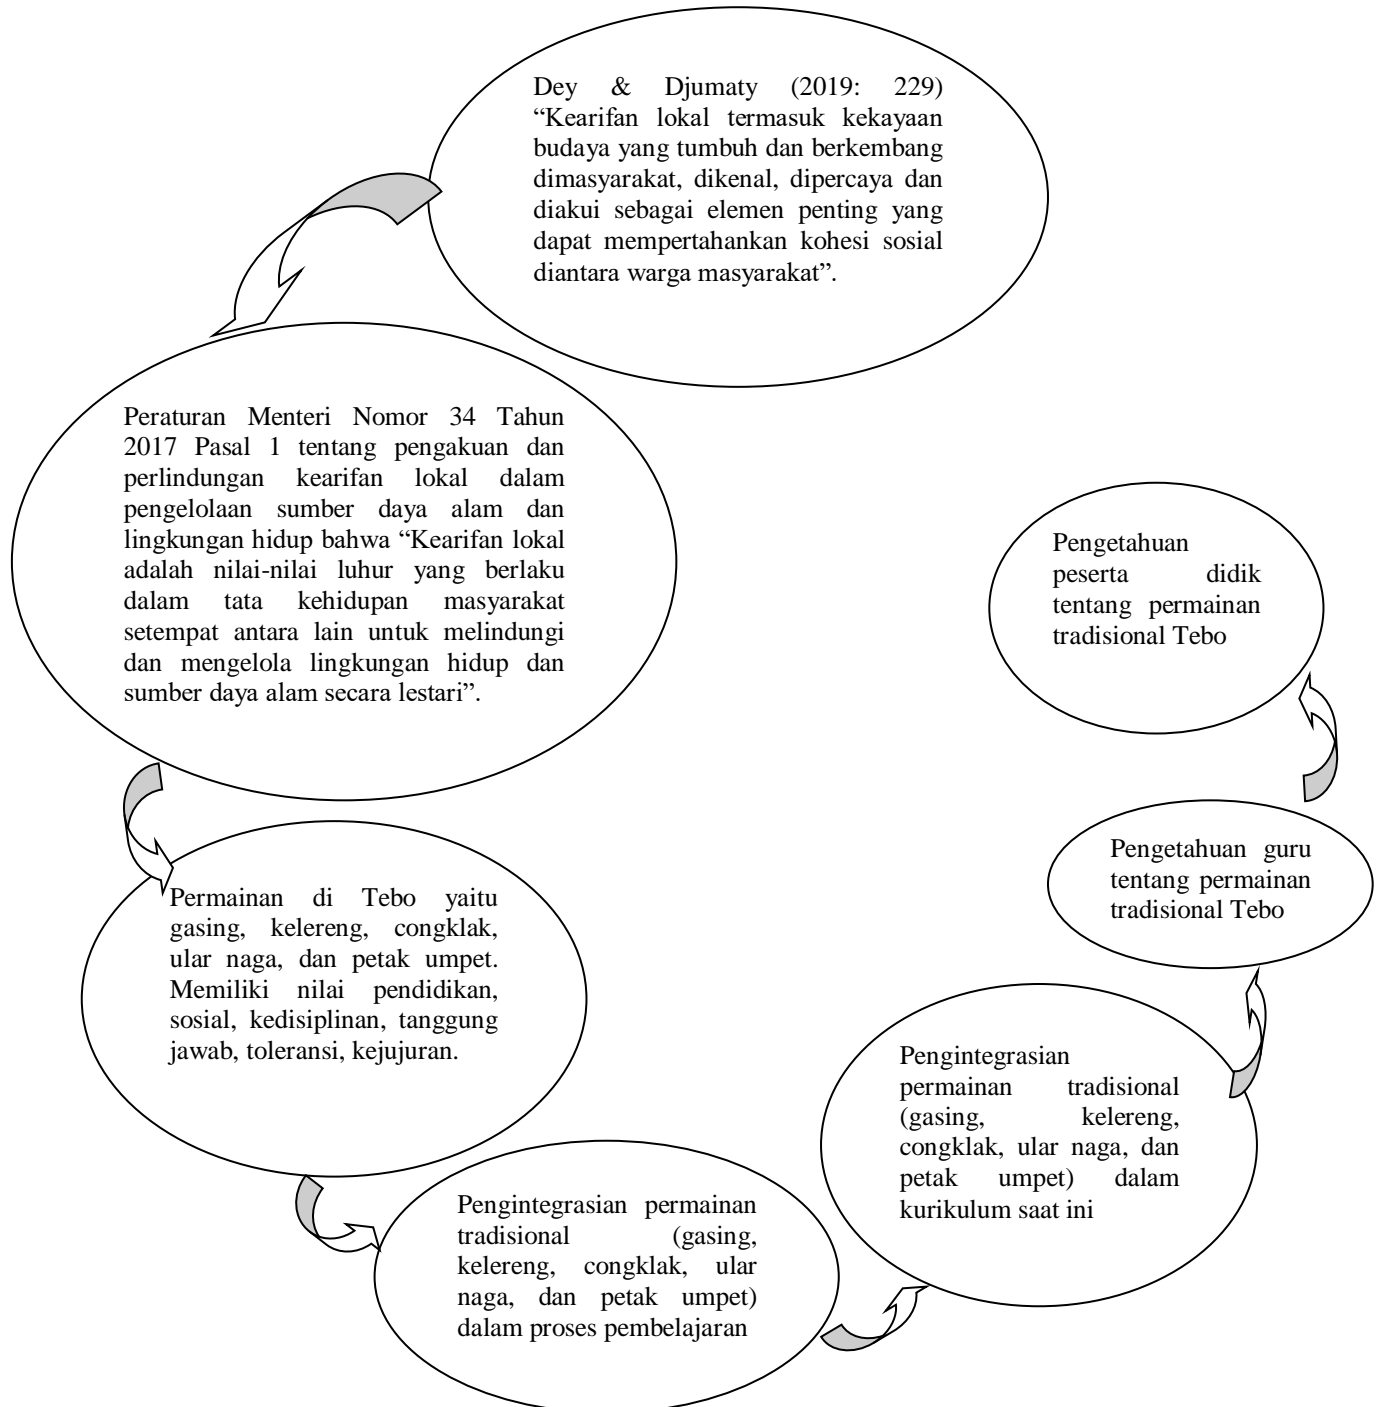 Dey & Djumaty (2019: 229)
“Kearifan lokal termasuk kekayaan
budaya yang tumbuh dan berkembang
dimasyarakat, dikenal, dipercaya dan
diakui sebagai elemen penting yang
dapat mempertahankan kohesi sosial
diantara warga masyarakat”.
Peraturan Menteri Nomor 34 Tahun
2017 Pasal 1 tentang pengakuan dan
perlindungan kearifan lokal dalam
pengelolaan sumber daya alam dan
lingkungan hidup bahwa “Kearifan lokal
adalah nilai-nilai luhur yang berlaku
dalam tata kehidupan masyarakat
setempat antara lain untuk melindungi
dan mengelola lingkungan hidup dan
sumber daya alam secara lestari”.
Permainan di Tebo yaitu
gasing, kelereng, congklak,
ular naga, dan petak umpet.
Memiliki nilai pendidikan,
sosial, kedisiplinan, tanggung
jawab, toleransi, kejujuran.
Pengintegrasian permainan
tradisional (gasing,
kelereng, congklak, ular
naga, dan petak umpet)
dalam proses pembelajaran
Pengintegrasian
permainan tradisional
(gasing, kelereng,
congklak, ular naga, dan
petak umpet) dalam
kurikulum saat ini
Pengetahuan guru
tentang permainan
tradisional Tebo
Pengetahuan
peserta didik
tentang permainan
tradisional Tebo